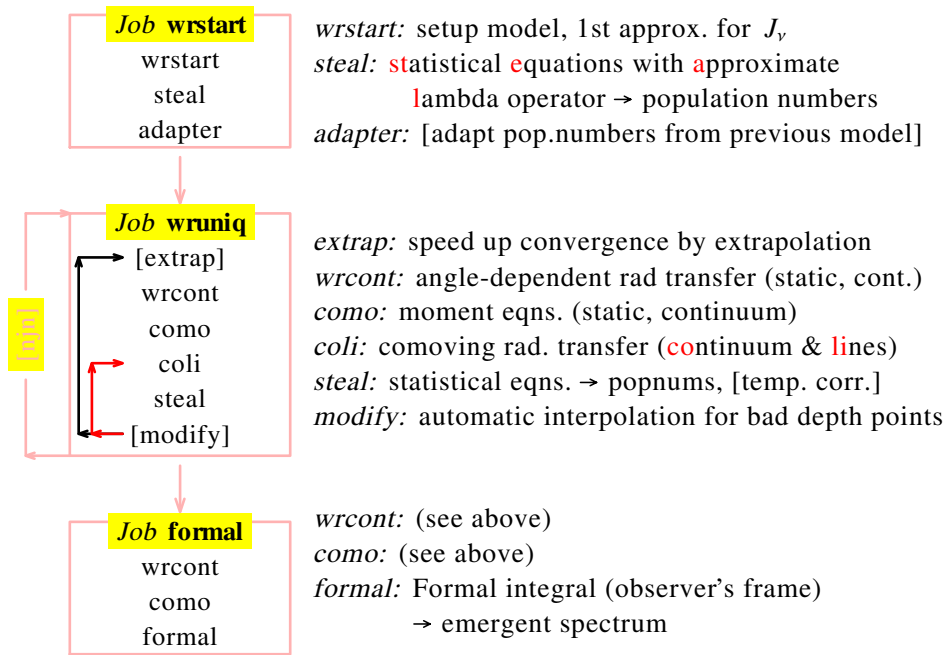 Job wrstart
wrstart
steal
adapter
wrstart: setup model, 1st approx. for Jν
steal: statistical equations with approximate
lambda operator → population numbers
adapter: [adapt pop.numbers from previous model]
[njn]
Job wruniq
[extrap]
wrcont
como
coli
steal
[modify]
extrap: speed up convergence by extrapolation
wrcont: angle-dependent rad transfer (static, cont.)
como: moment eqns. (static, continuum)
coli: comoving rad. transfer (continuum & lines)
steal: statistical eqns. → popnums, [temp. corr.]
modify: automatic interpolation for bad depth points
Job formal
wrcont
como
formal
wrcont: (see above)
como: (see above)
formal: Formal integral (observer's frame)
→ emergent spectrum